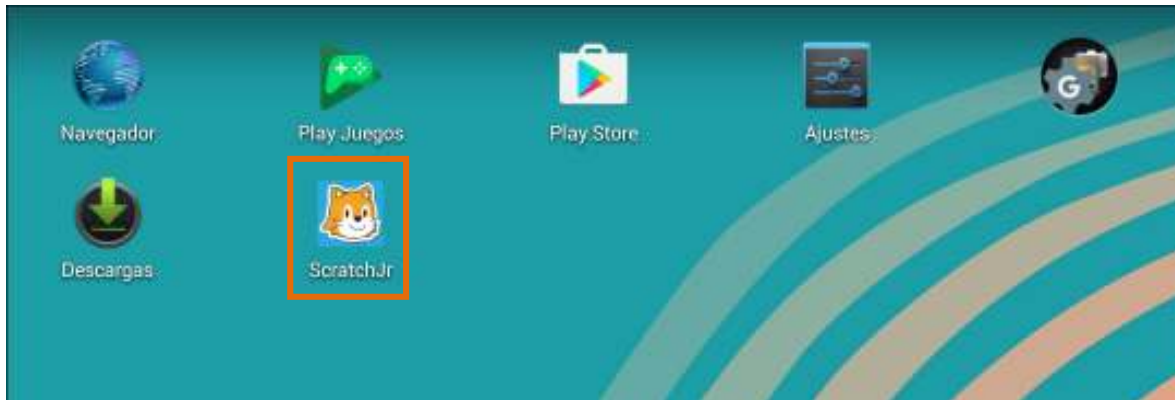 Navegador
Play Juegos
Play Store
Ajustes
G
Descargas
ScratchJr